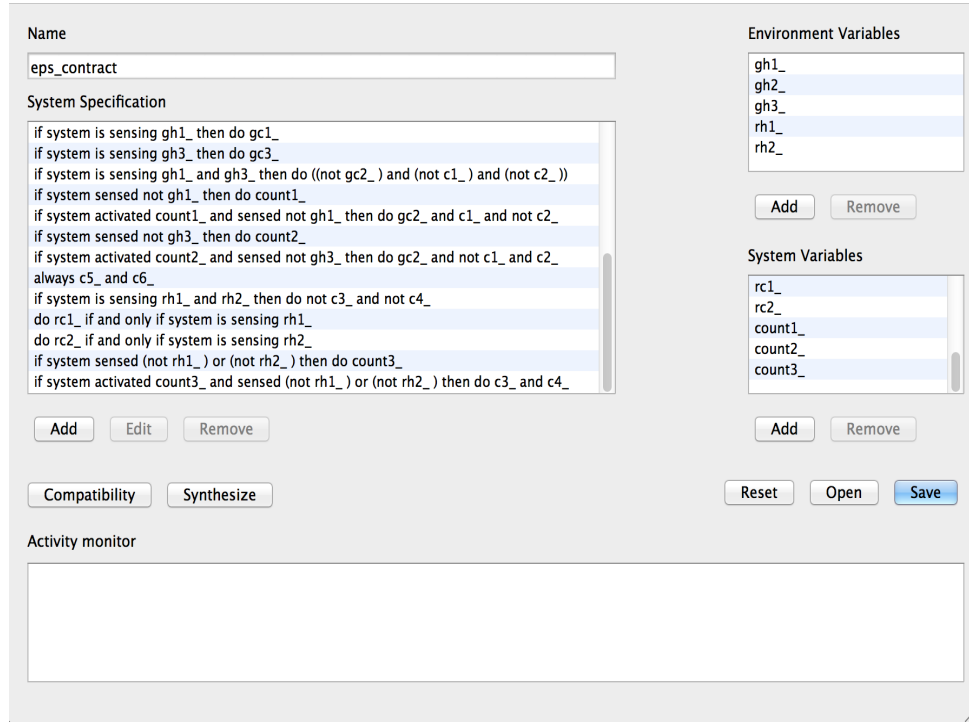 Name
eps_contract
System Specification
if system is sensing gh1_ then do gc1_
if system is sensing gh3_ then do gc3_
if system is sensing gh1_ and gh3_ then do ((not gc2_ ) and (not c1_ ) and (not c2_ ))
if system sensed not gh1_ then do count1_
if system activated count1_ and sensed not gh1_ then do gc2_ and c1_ and not c2_
if system sensed not gh3_ then do count2_
if system activated count2_ and sensed not gh3_ then do gc2_ and not c1_ and c2_
always c5_ and c6_
if system is sensing rh1_ and rh2_ then do not c3_ and not c4_
do rc1_ if and only if system is sensing rh1_
do rc2_ if and only if system is sensing rh2_
if system sensed (not rh1_ ) or (not rh2_ ) then do count3_
if system activated count3_ and sensed (not rh1_ ) or (not rh2_ ) then do c3_ and c4_
Add Edit Remove
Compatibility Synthesize
Environment Variables
gh1_
gh2_
gh3_
rh1_
rh2_
Add Remove
System Variables
rc1_
rc2_
count1_
count2_
count3_
Add Remove
Reset Open Save
Activity monitor